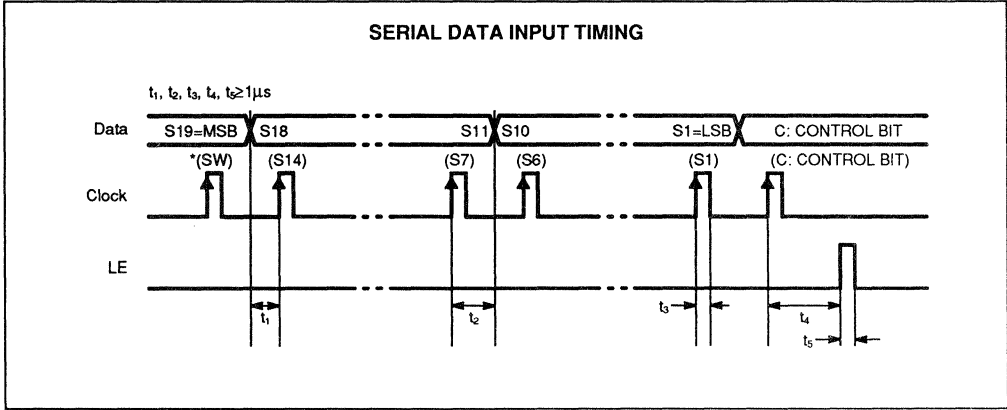 SERIAL DATA INPUT TIMING
t₁, t₂, t₃, t₄, t₅≥1μs
Data S19=MSB S18 S11 S10 S1=LSB C: CONTROL BIT
*(SW) (S14) (S7) (S6) (S1) (C: CONTROL BIT)
Clock
LE
t₁ t₂ t₃ t₄
t₅